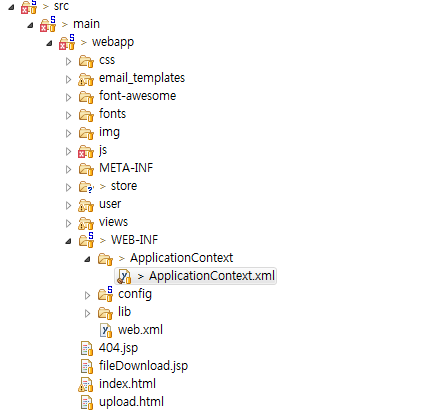 > src
> main
> webapp
css
email_templates
font-awesome
fonts
img
js
META-INF
> store
user
views
> WEB-INF
> ApplicationContext
> ApplicationContext.xml
config
lib
web.xml
404.jsp
fileDownload.jsp
index.html
upload.html